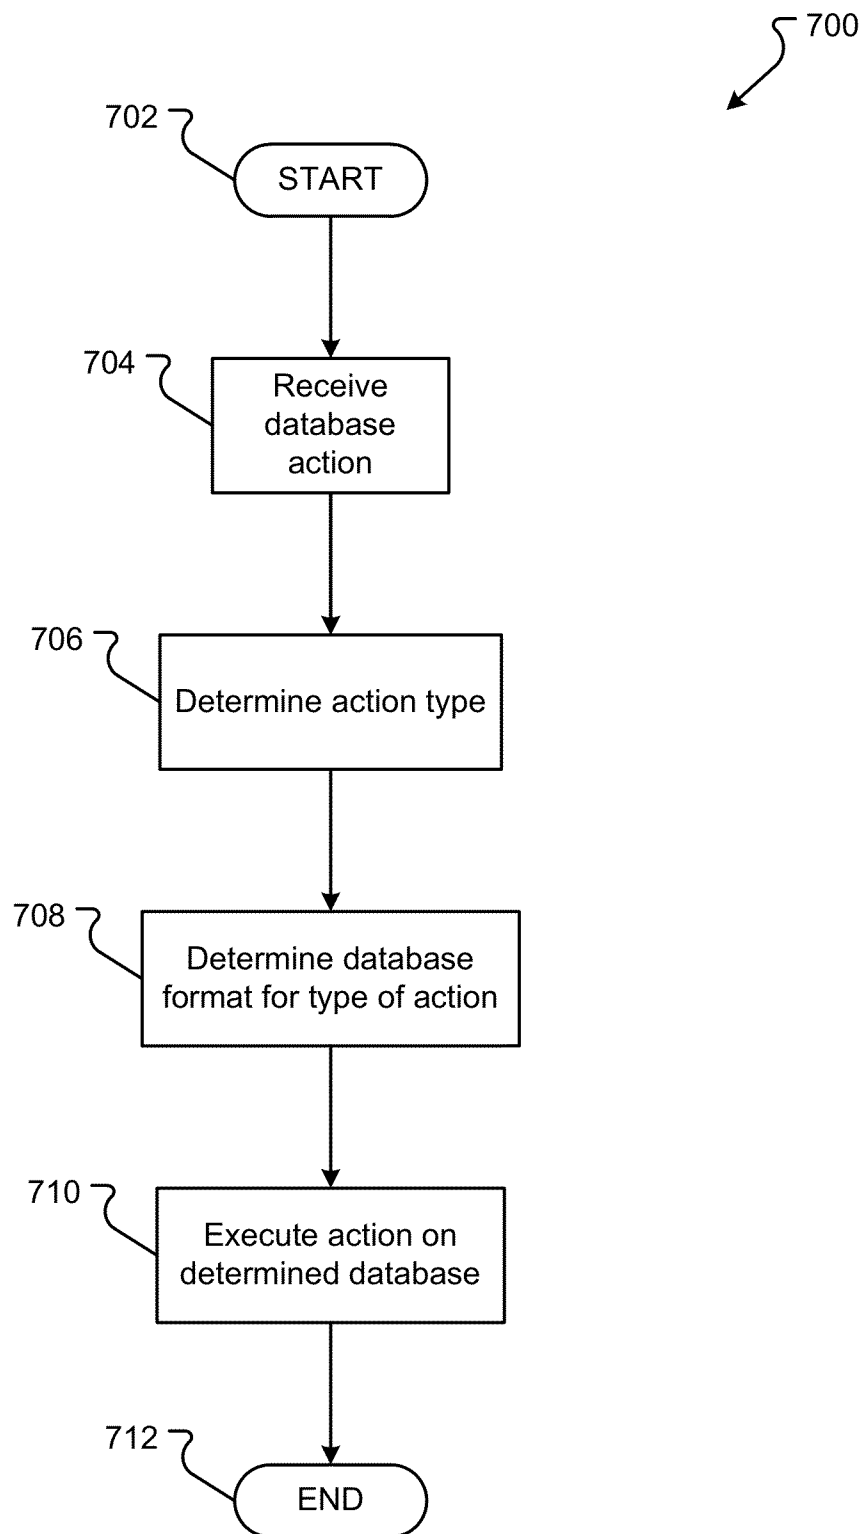 700
702
START
704
Receive
database
action
706
Determine action type
708
Determine database
format for type of action
710
Execute action on
determined database
712
END